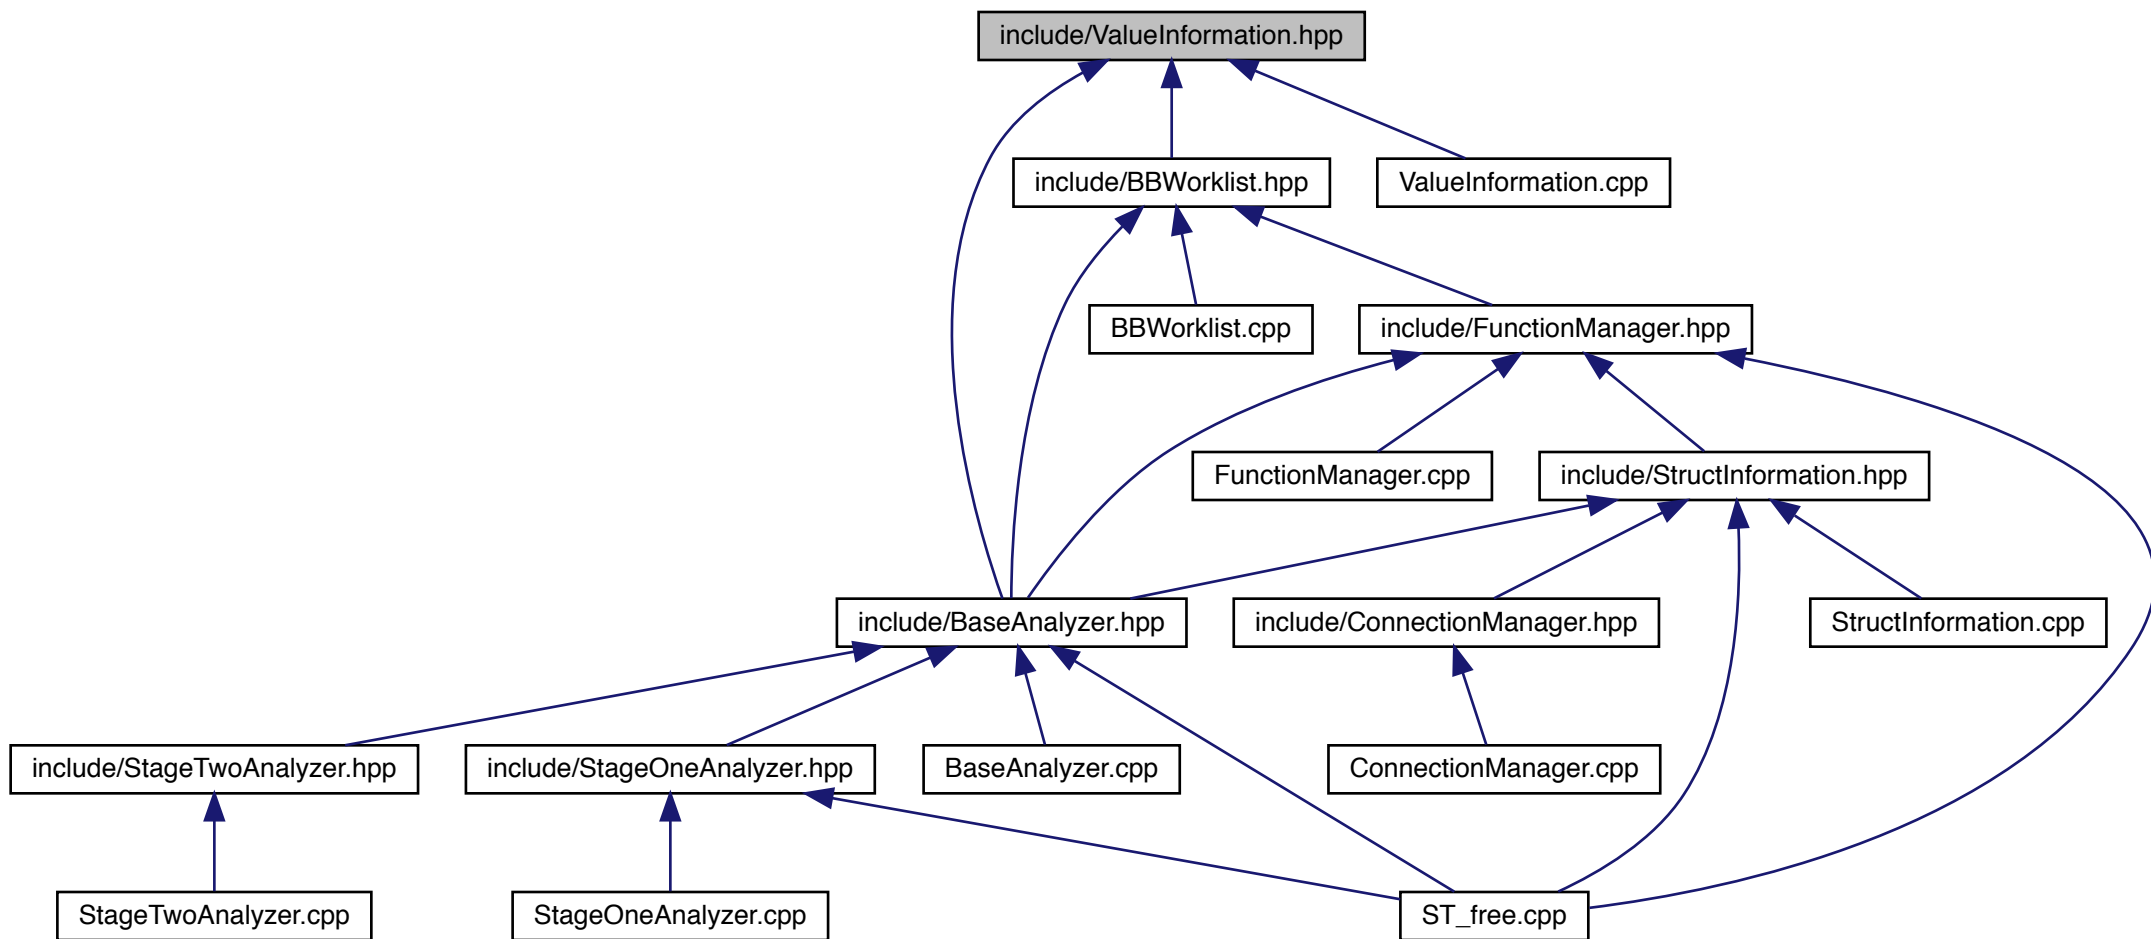 include/ValueInformation.hpp
include/BBWorklist.hpp
ValueInformation.cpp
BBWorklist.cpp
include/FunctionManager.hpp
FunctionManager.cpp
include/StructInformation.hpp
include/BaseAnalyzer.hpp
include/ConnectionManager.hpp
StructInformation.cpp
include/StageTwoAnalyzer.hpp
include/StageOneAnalyzer.hpp
BaseAnalyzer.cpp
ConnectionManager.cpp
StageTwoAnalyzer.cpp
StageOneAnalyzer.cpp
ST_free.cpp